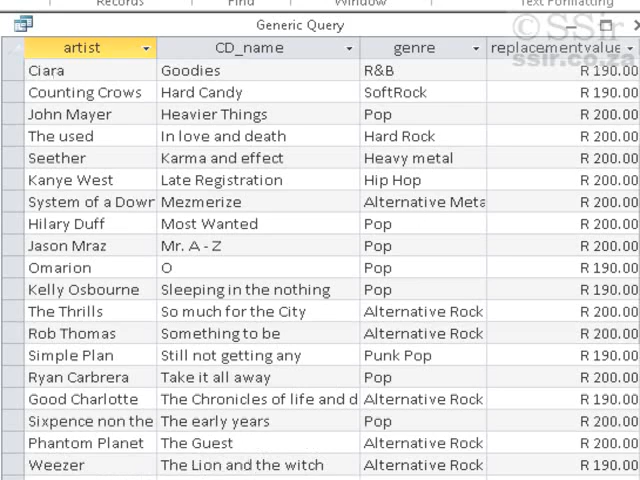 Records Find Window Text Formatting
© SSir
ssir.co.za
Generic Query
artist CD_name genre replacementvalu
Ciara Goodies R&B R 190.00
Counting Crows Hard Candy SoftRock R 190.00
John Mayer Heavier Things Pop R 200.00
The used In love and death Hard Rock R 200.00
Seether Karma and effect Heavy metal R 200.00
Kanye West Late Registration Hip Hop R 200.00
System of a Down Mezmerize Alternative Meta R 200.00
Hilary Duff Most Wanted Pop R 200.00
Jason Mraz Mr. A - Z Pop R 200.00
Omarion O Pop R 190.00
Kelly Osbourne Sleeping in the nothing Pop R 190.00
The Thrills So much for the City Alternative Rock R 200.00
Rob Thomas Something to be Alternative Rock R 200.00
Simple Plan Still not getting any Punk Pop R 190.00
Ryan Carbrera Take it all away Pop R 200.00
Good Charlotte The Chronicles of life and d Alternative Rock R 190.00
Sixpence non the The early years Pop R 200.00
Phantom Planet The Guest Alternative Rock R 200.00
Weezer The Lion and the witch Alternative Rock R 190.00